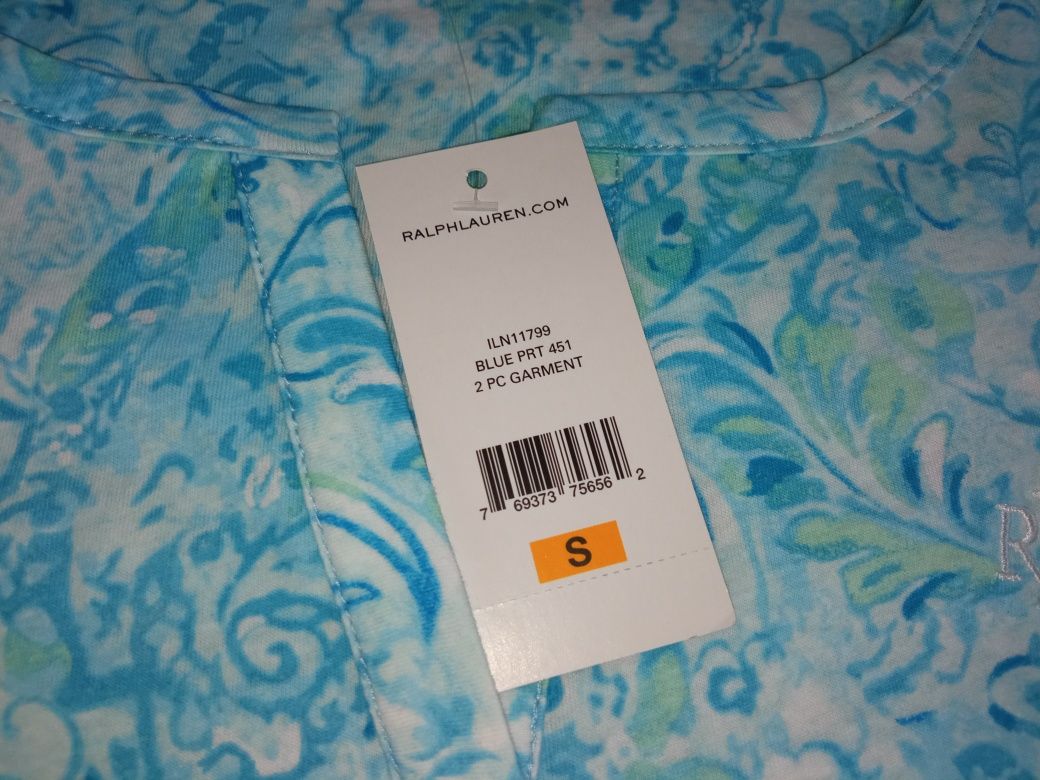 RALPHLAUREN.COM
ILN11799
BLUE PRT 451
2 PC GARMENT
7 69373 75656 2
S
R